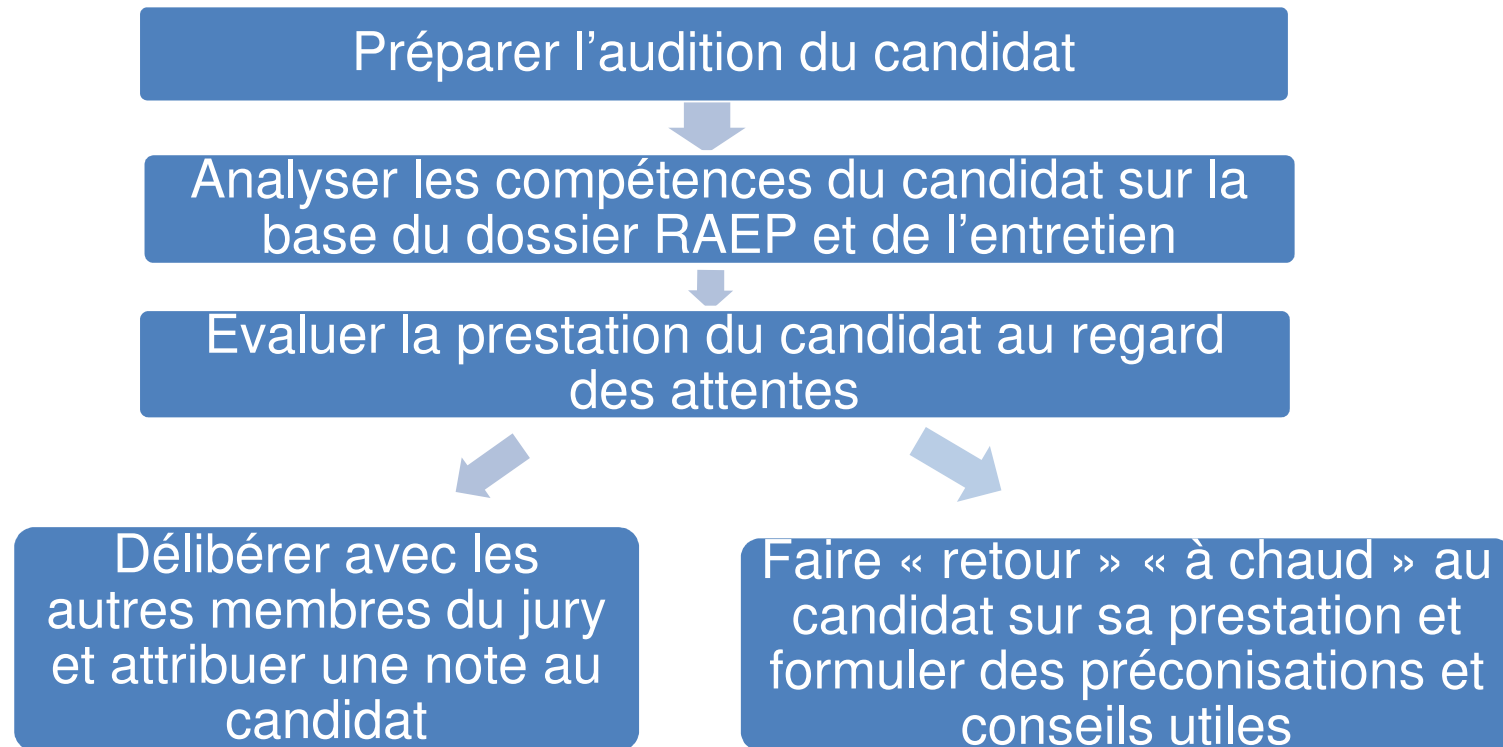 Préparer l’audition du candidat
Analyser les compétences du candidat sur la
base du dossier RAEP et de l’entretien
Evaluer la prestation du candidat au regard
des attentes
Délibérer avec les
autres membres du jury
et attribuer une note au
candidat
Faire « retour » « à chaud » au
candidat sur sa prestation et
formuler des préconisations et
conseils utiles